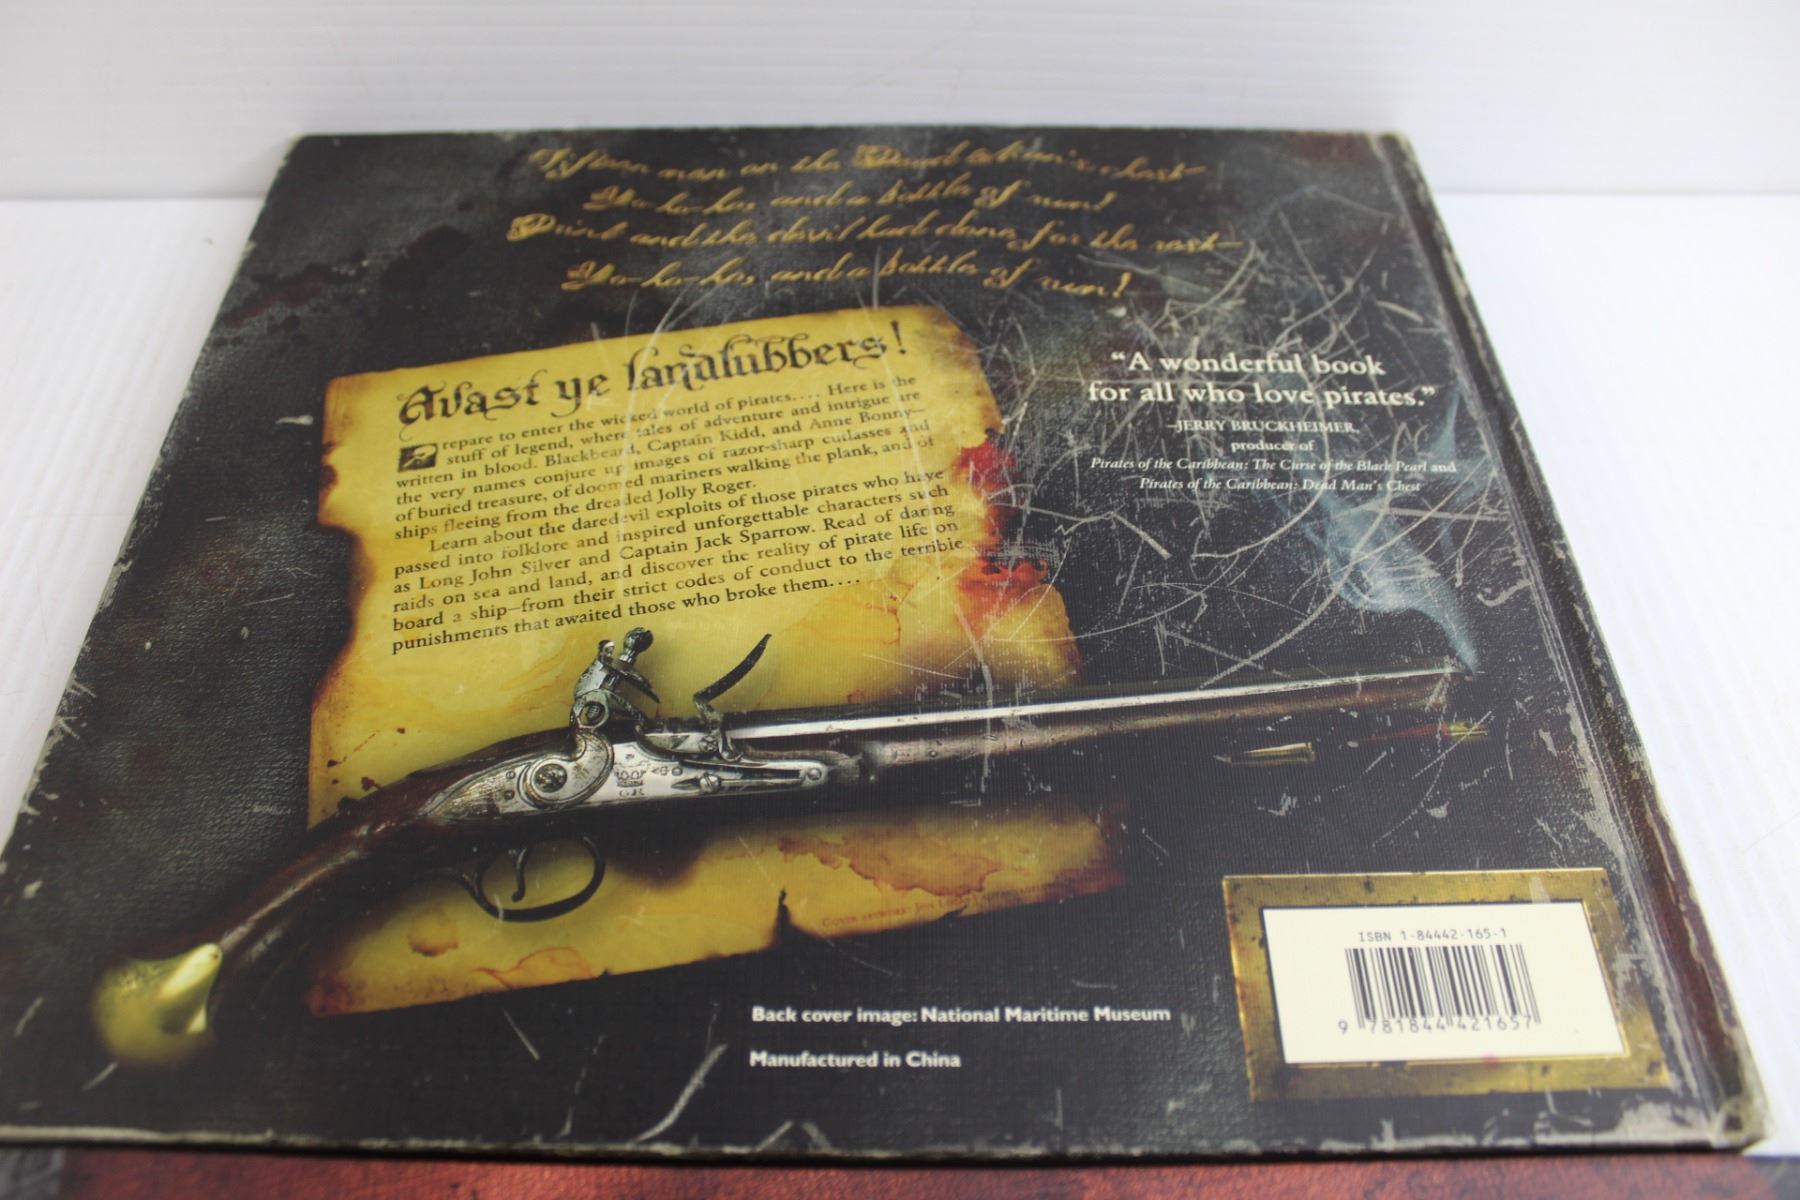 Fifteen men on the Dead Man's chest
Yo-ho-ho, and a bottle of rum!
Drink and the devil had done for the rest—
Yo-ho-ho, and a bottle of rum!
Avast ye landlubbers!
Prepare to enter the wicked world of pirates.... Here is the
stuff of legend, where tales of adventure and intrigue are
written in blood. Blackbeard, Captain Kidd, and Anne Bonny—
the very names conjure up images of razor-sharp cutlasses and
of buried treasure, of doomed mariners walking the plank, and of
ships fleeing from the dreaded Jolly Roger.
Learn about the daredevil exploits of those pirates who have
passed into folklore and inspired unforgettable characters such
as Long John Silver and Captain Jack Sparrow. Read of daring
raids on sea and land, and discover the reality of pirate life on
board a ship—from their strict codes of conduct to the terrible
punishments that awaited those who broke them....
"A wonderful book
for all who love pirates."
–JERRY BRUCKHEIMER,
producer of
Pirates of the Caribbean: The Curse of the Black Pearl and
Pirates of the Caribbean: Dead Man's Chest
GR
Cover artwork:
Back cover image: National Maritime Museum
Manufactured in China
ISBN 1-84442-165-1
9 781844 421657